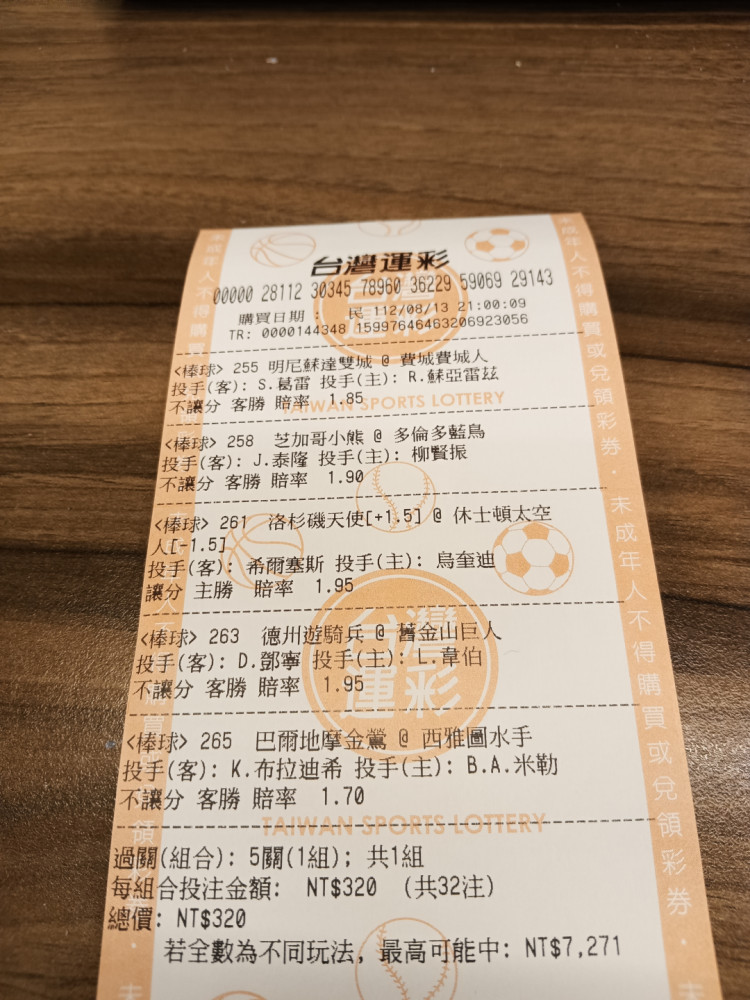 台灣運彩
00000 28112 30345 78960 36229 59069 29143
購買日期 : 民 112/08/13 21:00:09
TR: 0000144348 15997646463206923056
<棒球> 255 明尼蘇達雙城 @ 費城費城人
投手(客): S.葛雷 投手(主): R.蘇亞雷茲
不讓分 客勝 賠率 1.85
TAIWAN SPORTS LOTTERY
<棒球> 258 芝加哥小熊 @ 多倫多藍鳥
投手(客): J.泰隆 投手(主): 柳賢振
不讓分 客勝 賠率 1.90
<棒球> 261 洛杉磯天使[+1.5] @ 休士頓太空
人[-1.5]
投手(客): 希爾塞斯 投手(主): 烏奎迪
讓分 主勝 賠率 1.95
<棒球> 263 德州遊騎兵 @ 舊金山巨人
投手(客): D.鄧寧 投手(主): L.韋伯
不讓分 客勝 賠率 1.95
台灣運彩
<棒球> 265 巴爾地摩金鶯 @ 西雅圖水手
投手(客): K.布拉迪希 投手(主): B.A.米勒
不讓分 客勝 賠率 1.70
TAIWAN SPORTS LOTTERY
過關(組合): 5關(1組); 共1組
每組合投注金額: NT$320 (共32注)
總價: NT$320
若全數為不同玩法, 最高可能中: NT$7,271
未成年人不得購買或兌領彩券．未成年人不得購買或兌領彩券．